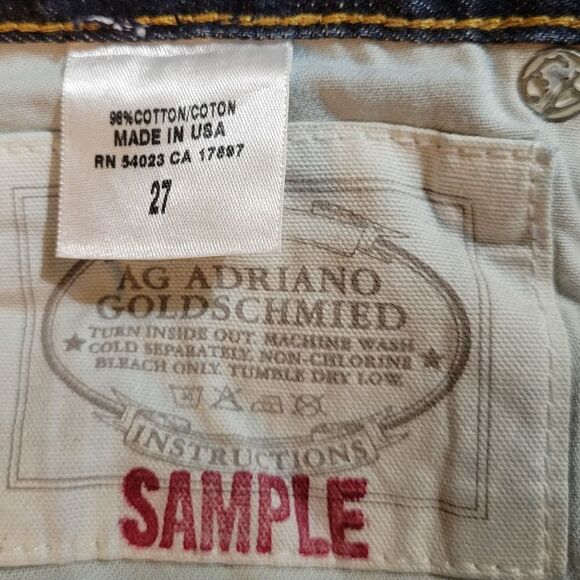 98%COTTON/COTON
MADE IN USA
RN 54023 CA 17897
27
AG ADRIANO
GOLDSCHMIED
TURN INSIDE OUT. MACHINE WASH
COLD SEPARATELY. NON-CHLORINE
BLEACH ONLY. TUMBLE DRY LOW.
INSTRUCTIONS
SAMPLE